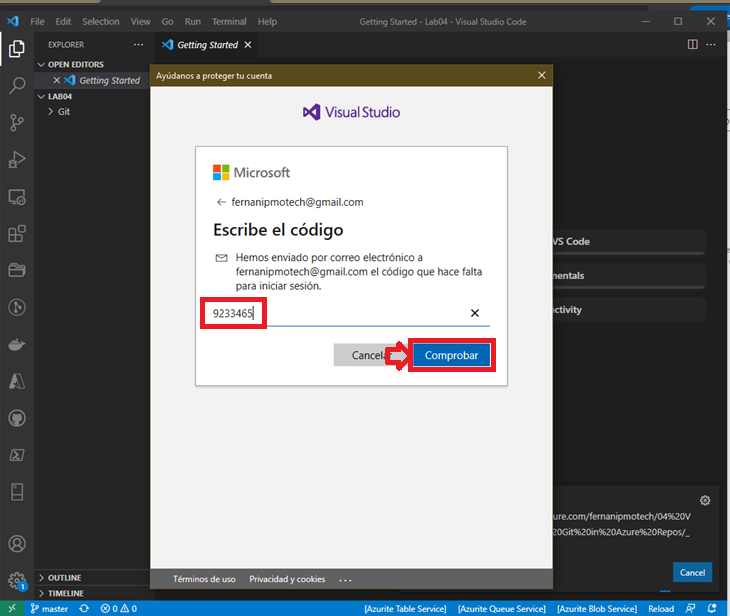 File Edit Selection View Go Run Terminal Help
Getting Started - Lab04 - Visual Studio Code
EXPLORER
Getting Started
OPEN EDITORS
Getting Started
LAB04
Git
Ayúdanos a proteger tu cuenta
Visual Studio
Microsoft
fernanipmotech@gmail.com
Escribe el código
Hemos enviado por correo electrónico a
fernanipmotech@gmail.com el código que hace falta
para iniciar sesión.
9233465
Cancelar
Comprobar
VS Code
mentals
ctivity
Términos de uso Privacidad y cookies ...
ure.com/fernanipmotech/04%20V
20Git%20in%20Azure%20Repos/_
Cancel
OUTLINE
TIMELINE
1
master 0 0
[Azurite Table Service] [Azurite Queue Service] [Azurite Blob Service] Reload